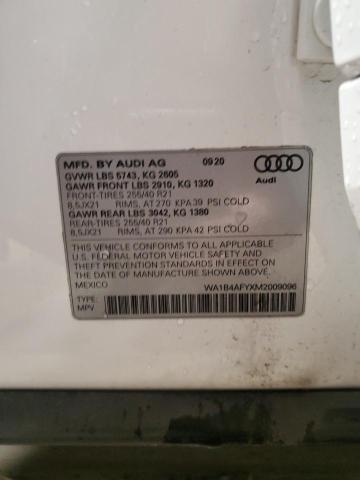 MFD. BY AUDI AG 09 20
GVWR LBS 5743, KG 2605
GAWR FRONT LBS 2910, KG 1320
FRONT-TIRES 255/40 R21
8,5JX21 RIMS, AT 270 KPA 39 PSI COLD
GAWR REAR LBS 3042, KG 1380
REAR-TIRES 255/40 R21
8,5JX21 RIMS, AT 290 KPA 42 PSI COLD
Audi
THIS VEHICLE CONFORMS TO ALL APPLICABLE
U.S. FEDERAL MOTOR VEHICLE SAFETY AND
THEFT PREVENTION STANDARDS IN EFFECT ON THE
DATE OF MANUFACTURE SHOWN ABOVE.
MEXICO WA1B4AFYXM2009096
TYPE:
MPV